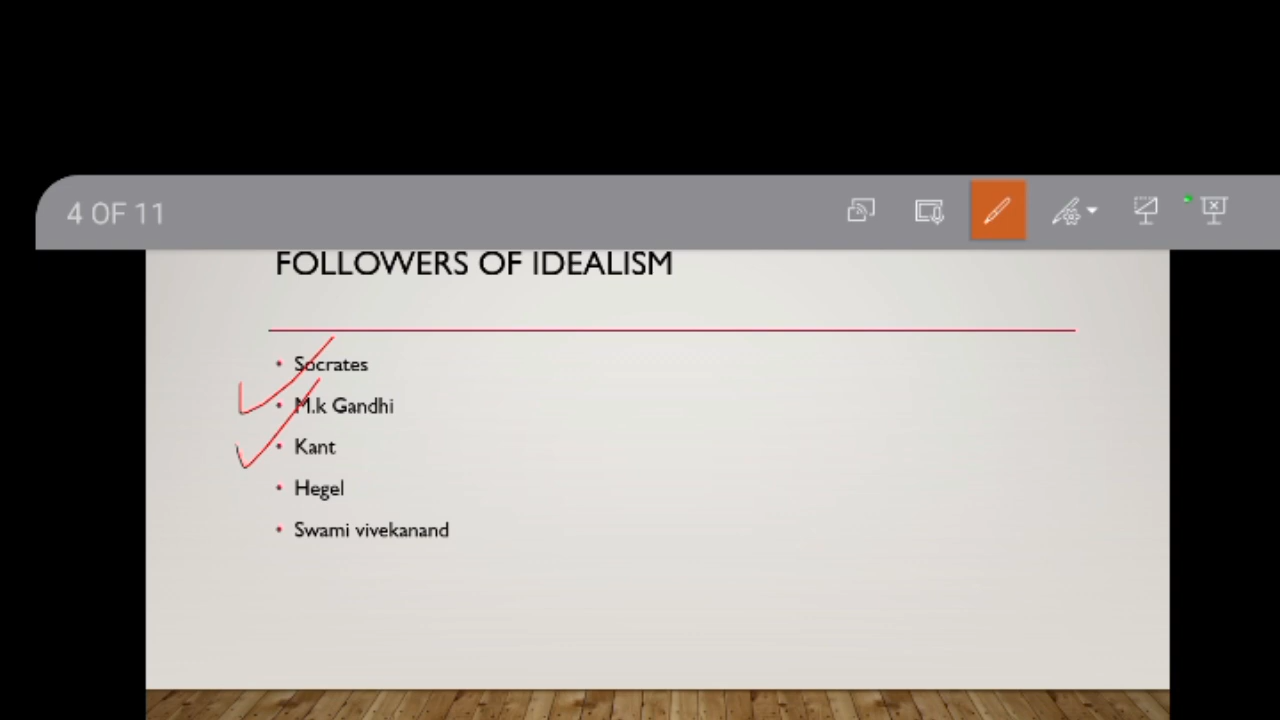 4 OF 11
FOLLOWERS OF IDEALISM
• Socrates
• M.k Gandhi
• Kant
• Hegel
• Swami vivekanand